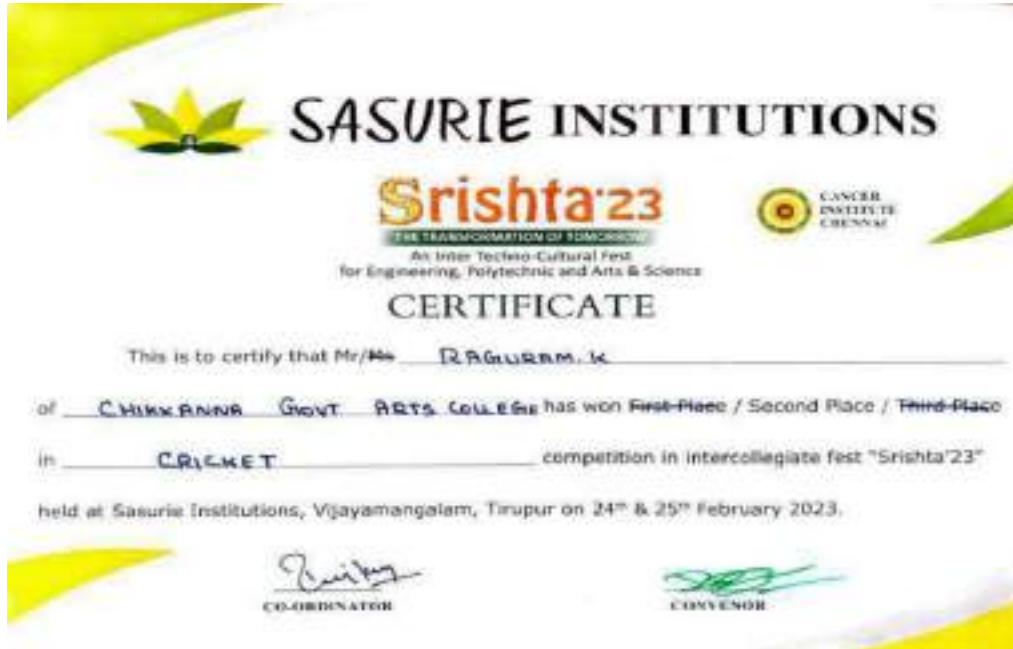 SASURIE INSTITUTIONS
Srishta'23
THE TRANSFORMATION OF TOMORROW
CANCER
INSTITUTE
CHENNAI
An Inter Techno-Cultural Fest
for Engineering, Polytechnic and Arts & Science
CERTIFICATE
This is to certify that Mr/Ms RAGURAM. K
of CHIKKANNA GOVT ARTS COLLEGE has won First Place / Second Place / Third Place
in CRICKET competition in intercollegiate fest "Srishta'23"
held at Sasurie Institutions, Vijayamangalam, Tirupur on 24th & 25th February 2023.
CO-ORDINATOR
CONVENOR